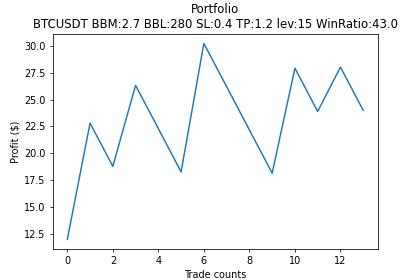 Portfolio
BTCUSDT BBM:2.7 BBL:280 SL:0.4 TP:1.2 lev:15 WinRatio:43.0
30.0
27.5
25.0
22.5
20.0
17.5
15.0
12.5
Profit ($)
0 2 4 6 8 10 12
Trade counts